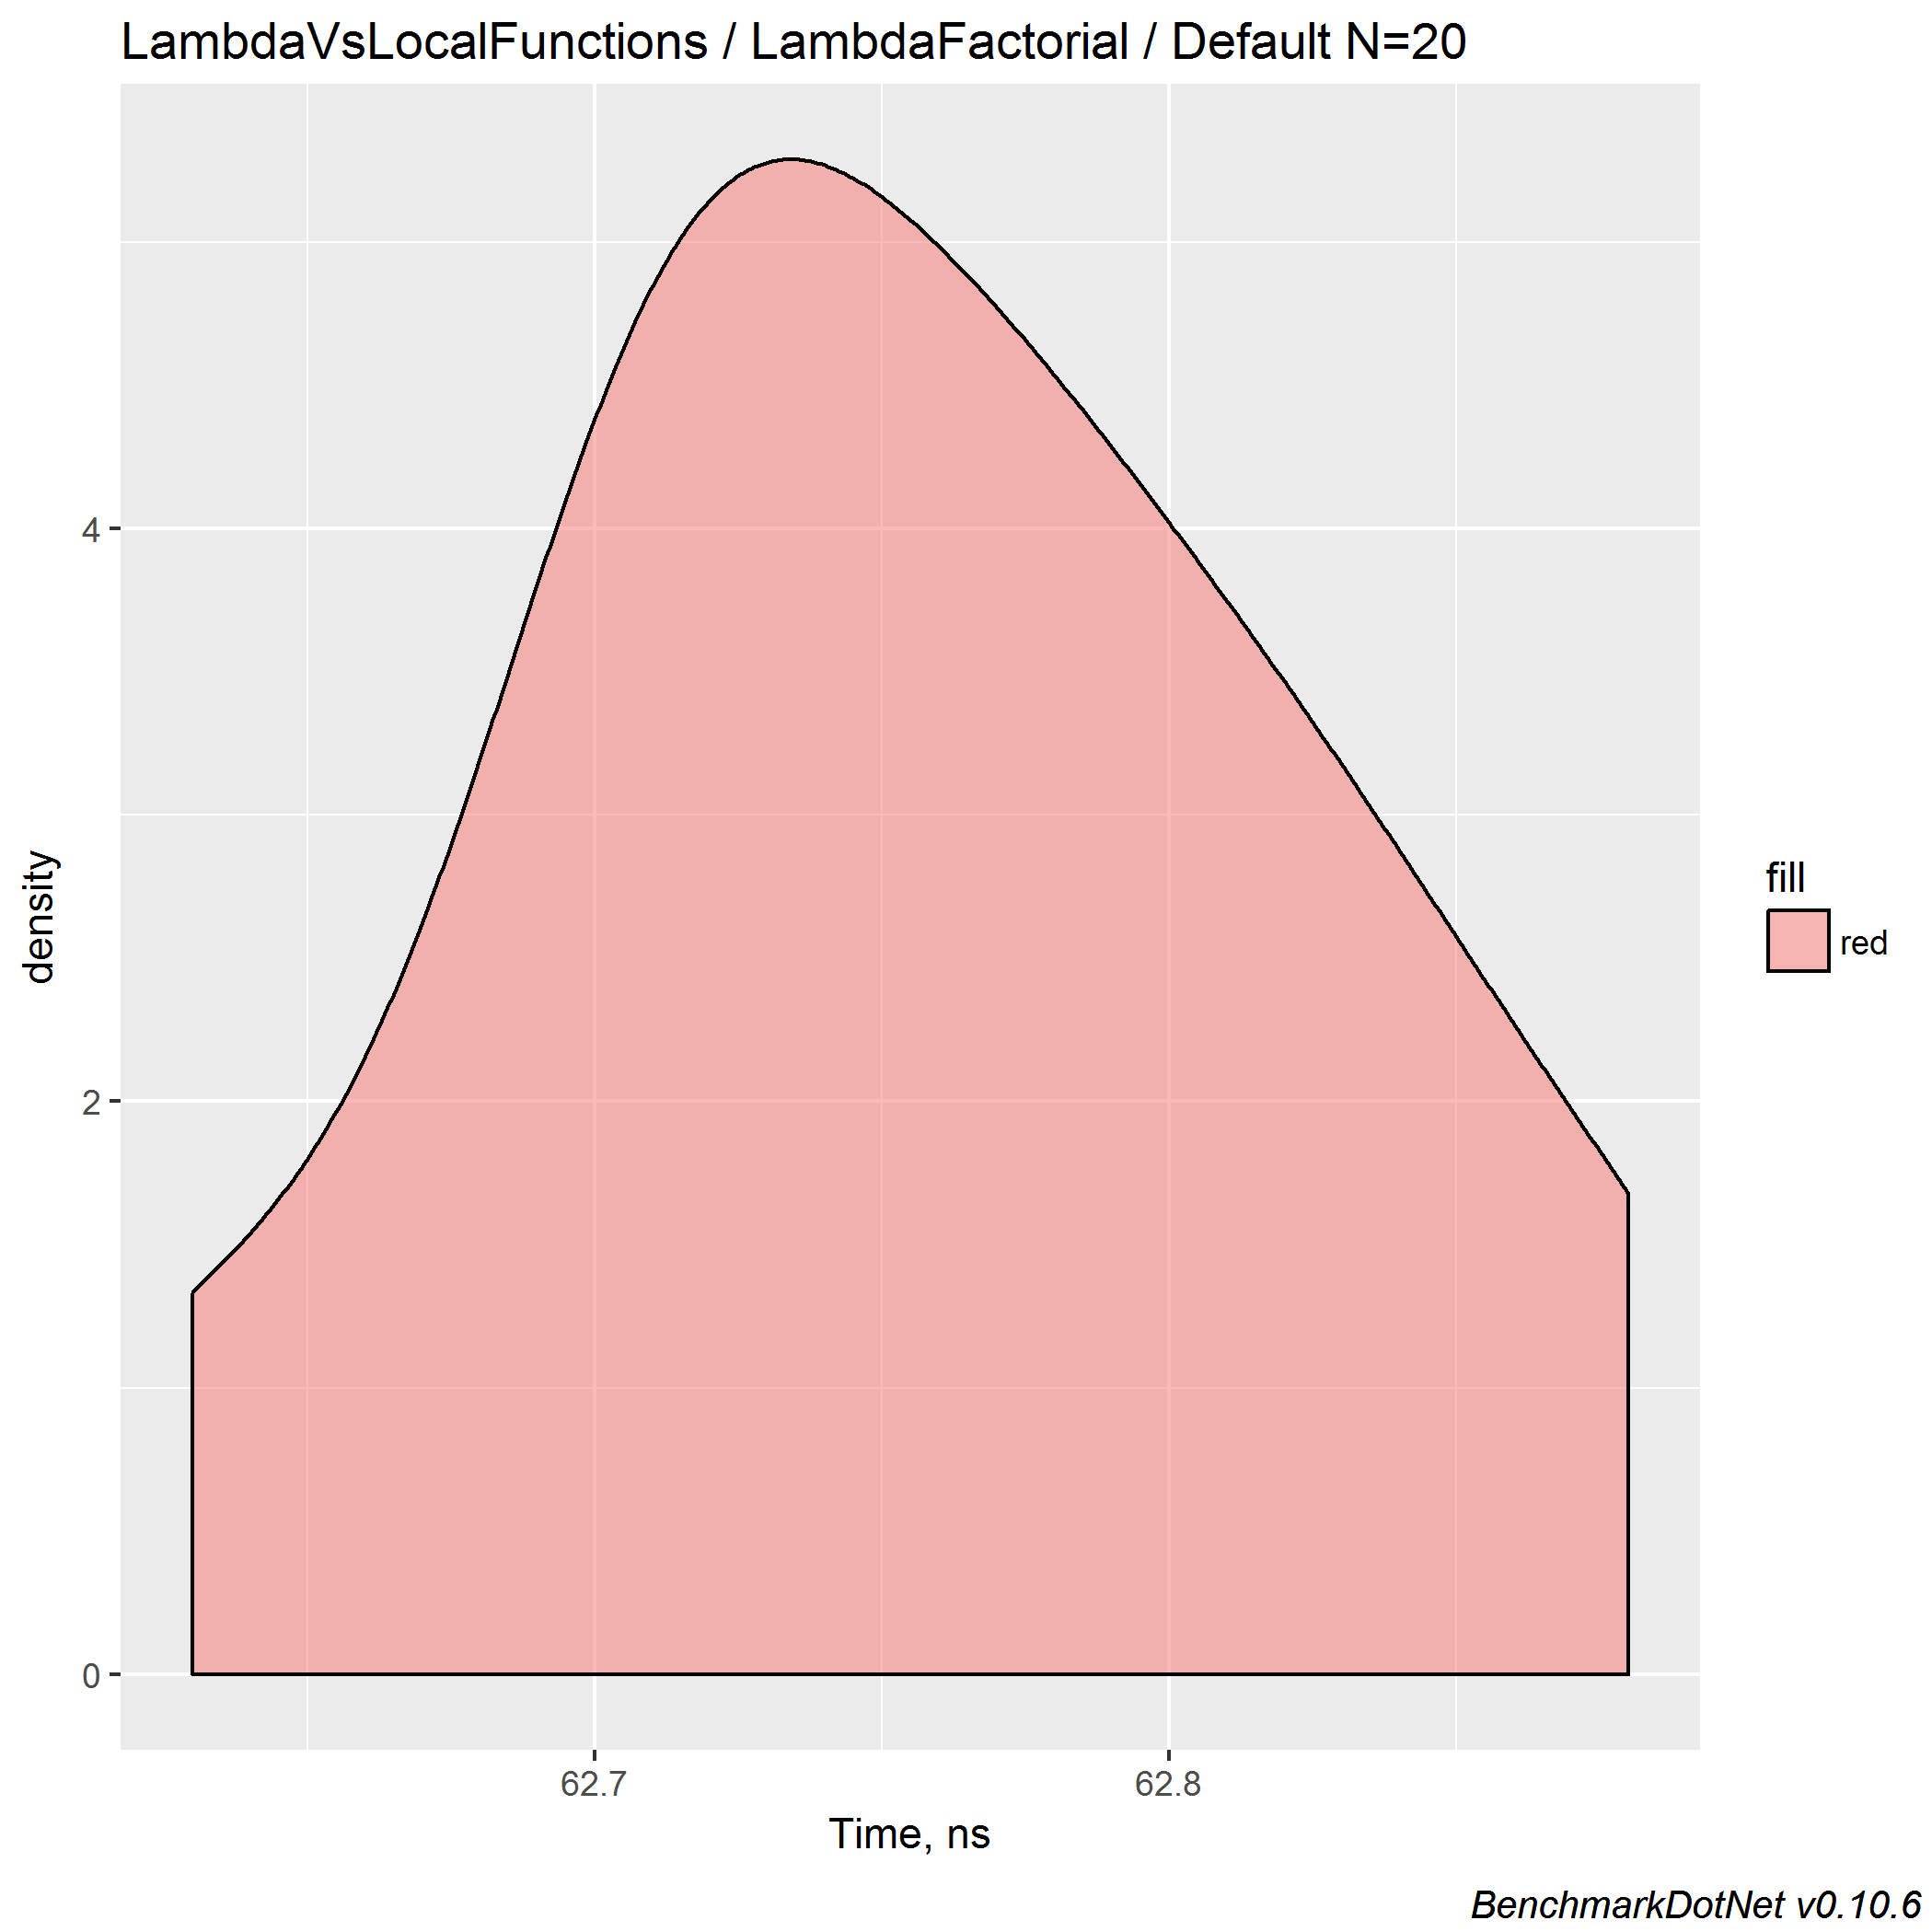 LambdaVsLocalFunctions / LambdaFactorial / Default N=20
density
4
2
0
62.7 62.8
Time, ns
fill
red
BenchmarkDotNet v0.10.6